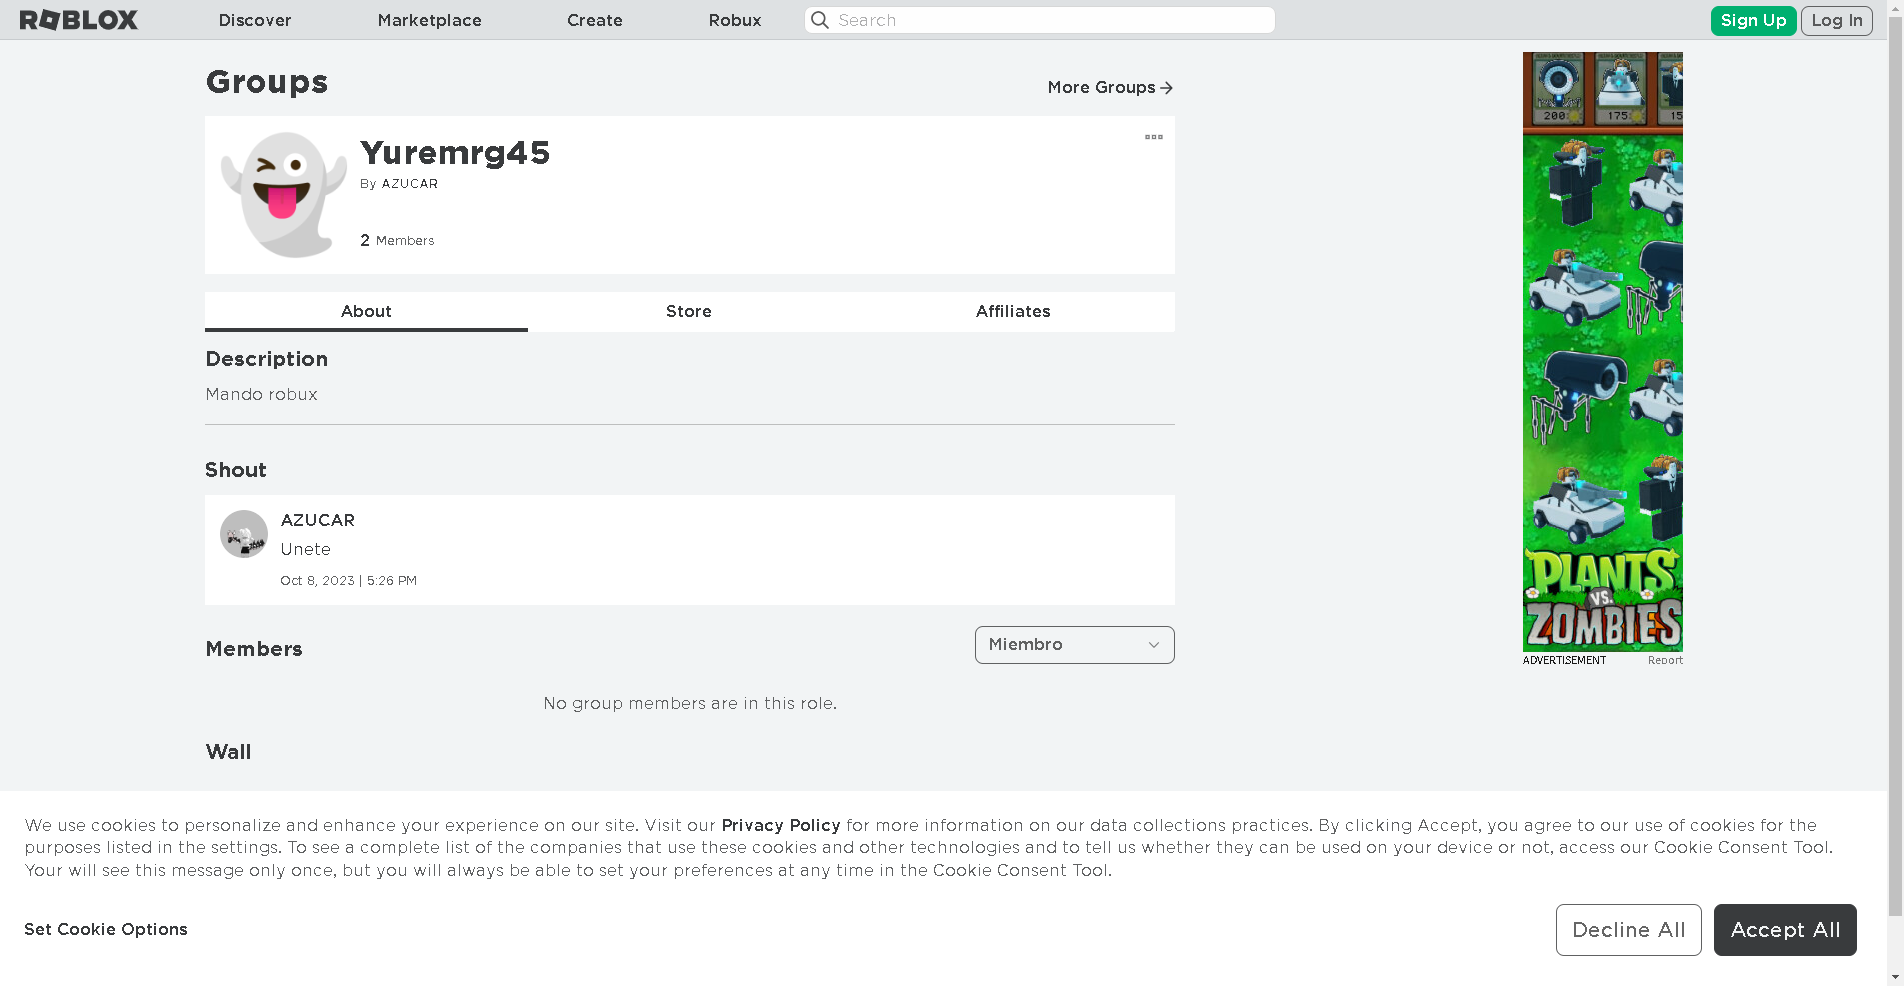 ROBLOX
Discover
Marketplace
Create
Robux
Search
Sign Up
Log In
Groups
More Groups
Yuremrg45
By AZUCAR
2 Members
About
Store
Affiliates
Description
Mando robux
Shout
AZUCAR
Unete
Oct 8, 2023 | 5:26 PM
Members
Miembro
No group members are in this role.
Wall
200
175
15
PLANTS
VS.
ZOMBIES
ADVERTISEMENT
Report
We use cookies to personalize and enhance your experience on our site. Visit our Privacy Policy for more information on our data collections practices. By clicking Accept, you agree to our use of cookies for the
purposes listed in the settings. To see a complete list of the companies that use these cookies and other technologies and to tell us whether they can be used on your device or not, access our Cookie Consent Tool.
Your will see this message only once, but you will always be able to set your preferences at any time in the Cookie Consent Tool.
Set Cookie Options
Decline All
Accept All